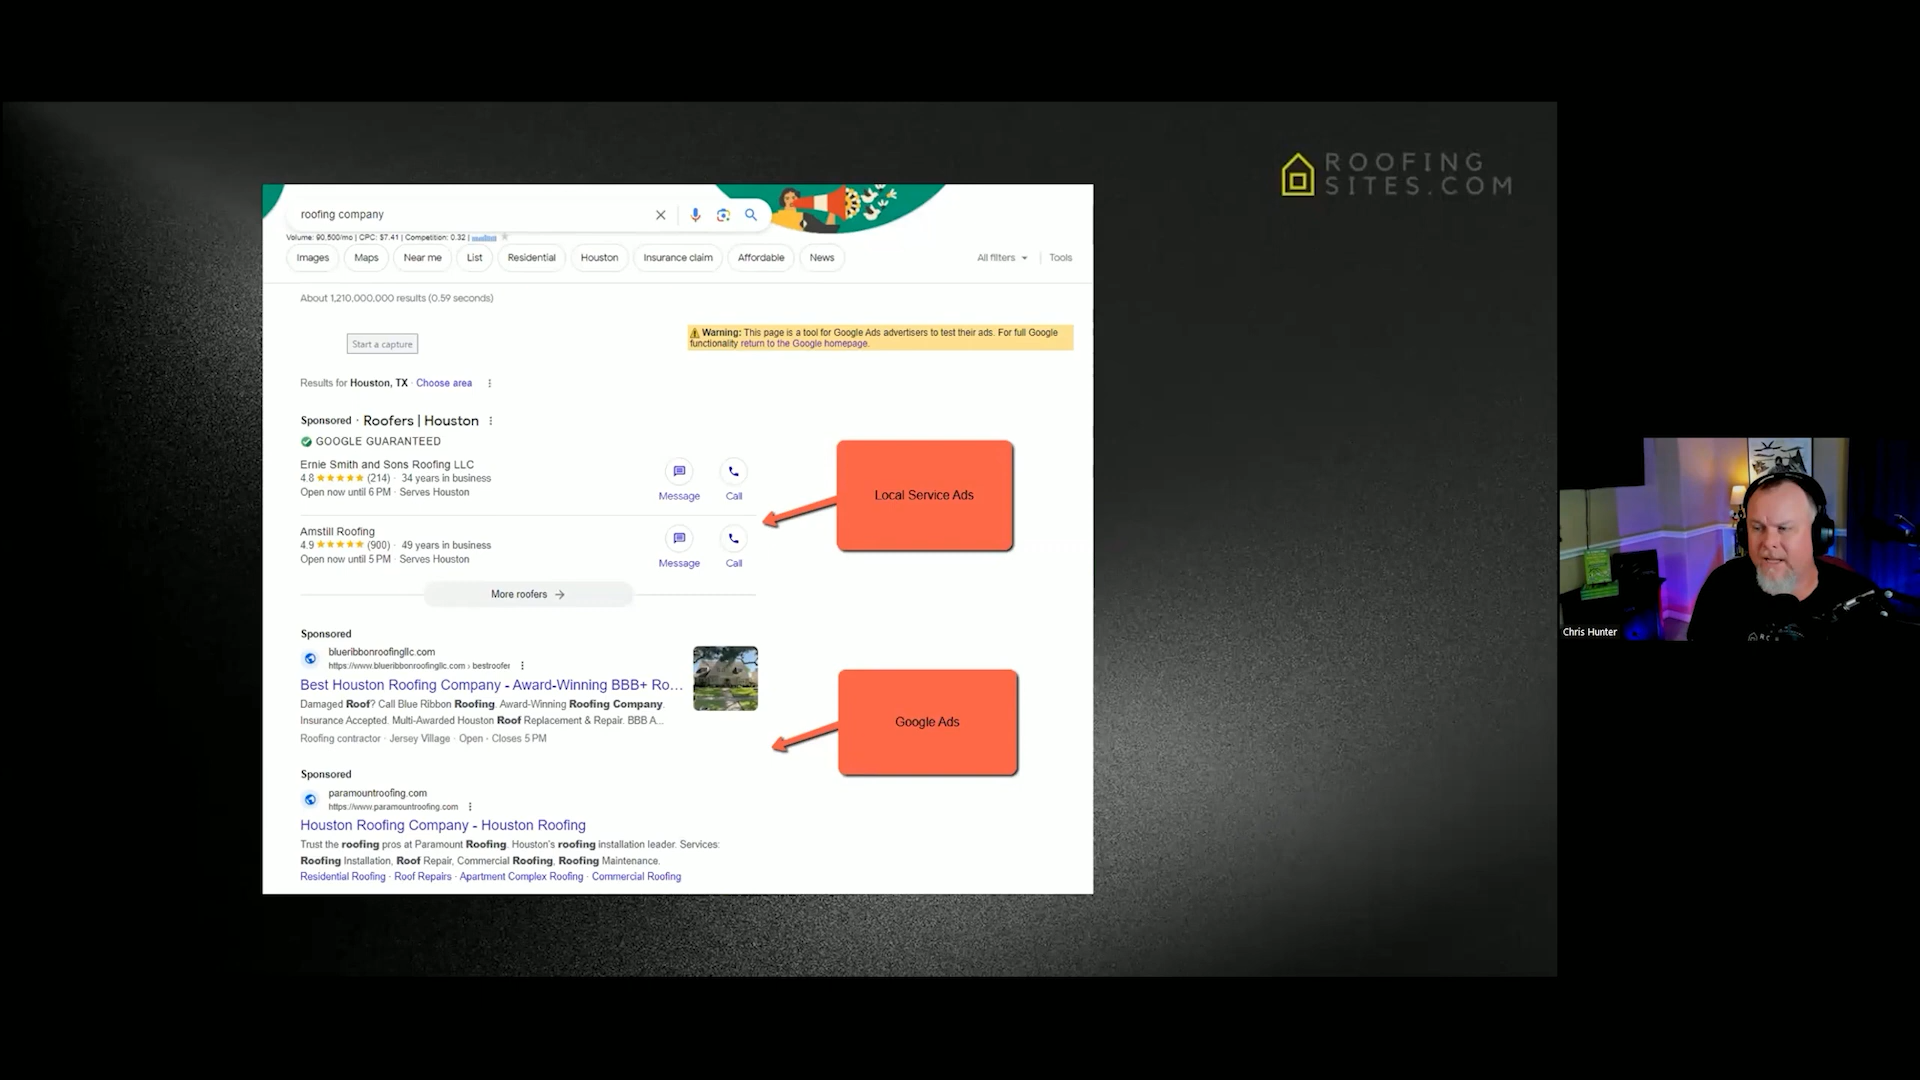 ROOFING
SITES.COM
roofing company
Volume: 90,500/mo | CPC: $7.41 | Competition: 0.32 |
Images
Maps
Near me
List
Residential
Houston
Insurance claim
Affordable
News
All filters
Tools
About 1,210,000,000 results (0.59 seconds)
Start a capture
Warning: This page is a tool for Google Ads advertisers to test their ads. For full Google
functionality return to the Google homepage.
Results for Houston, TX · Choose area
Sponsored · Roofers | Houston
GOOGLE GUARANTEED
Ernie Smith and Sons Roofing LLC
4.8 (214) · 34 years in business
Open now until 6 PM · Serves Houston
Message
Call
Amstill Roofing
4.9 (900) · 49 years in business
Open now until 5 PM · Serves Houston
Message
Call
More roofers →
Local Service Ads
Sponsored
blueribbonroofingllc.com
https://www.blueribbonroofingllc.com › bestroofer
Best Houston Roofing Company - Award-Winning BBB+ Ro...
Damaged Roof? Call Blue Ribbon Roofing. Award-Winning Roofing Company.
Insurance Accepted. Multi-Awarded Houston Roof Replacement & Repair. BBB A...
Roofing contractor · Jersey Village · Open · Closes 5 PM
Google Ads
Sponsored
paramountroofing.com
https://www.paramountroofing.com
Houston Roofing Company - Houston Roofing
Trust the roofing pros at Paramount Roofing. Houston's roofing installation leader. Services:
Roofing Installation, Roof Repair, Commercial Roofing, Roofing Maintenance.
Residential Roofing · Roof Repairs · Apartment Complex Roofing · Commercial Roofing
Chris Hunter